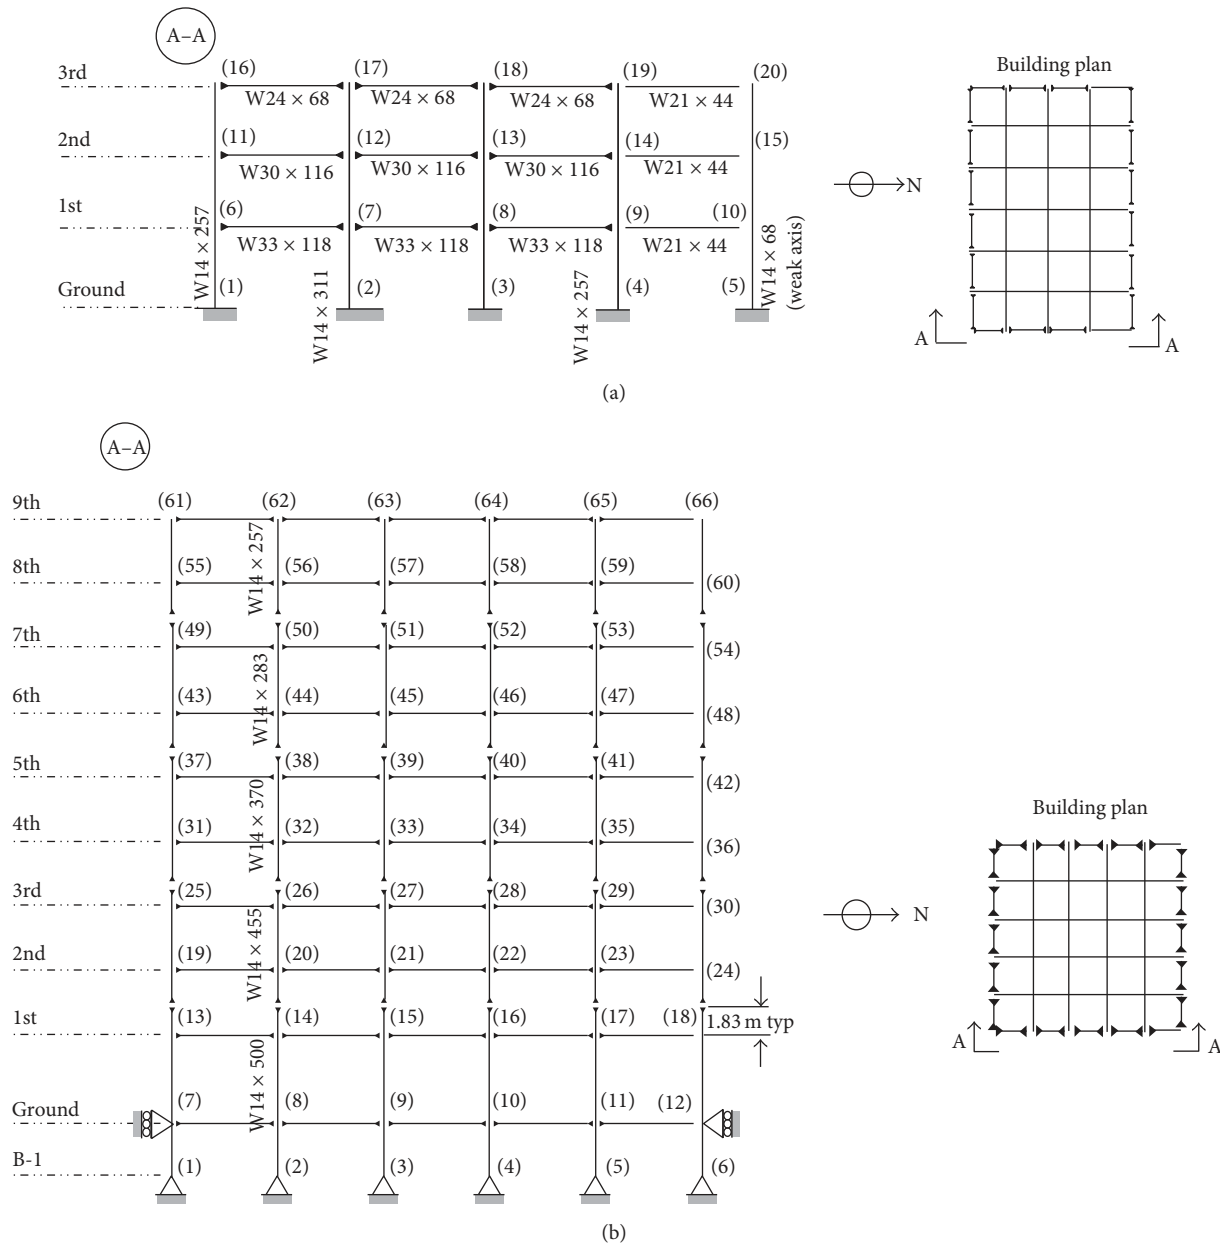 A–A
3rd
(16)
(17)
(18)
(19)
(20)
W24 × 68
W24 × 68
W24 × 68
W21 × 44
2nd
(11)
(12)
(13)
(14)
(15)
W30 × 116
W30 × 116
W30 × 116
W21 × 44
1st
(6)
(7)
(8)
(9)
(10)
W33 × 118
W33 × 118
W33 × 118
W21 × 44
Ground
W14 × 257
(1)
W14 × 311
(2)
(3)
W14 × 257
(4)
(5)
W14 × 68
(weak axis)
Building plan
N
A
A
(a)
A–A
9th
(61)
(62)
(63)
(64)
(65)
(66)
W14 × 257
8th
(55)
(56)
(57)
(58)
(59)
(60)
7th
(49)
(50)
(51)
(52)
(53)
(54)
W14 × 283
6th
(43)
(44)
(45)
(46)
(47)
(48)
5th
(37)
(38)
(39)
(40)
(41)
(42)
W14 × 370
4th
(31)
(32)
(33)
(34)
(35)
(36)
3rd
(25)
(26)
(27)
(28)
(29)
(30)
W14 × 455
2nd
(19)
(20)
(21)
(22)
(23)
(24)
1st
(13)
(14)
(15)
(16)
(17)
(18)
1.83 m typ
W14 × 500
Ground
(7)
(8)
(9)
(10)
(11)
(12)
B-1
(1)
(2)
(3)
(4)
(5)
(6)
Building plan
N
A
A
(b)